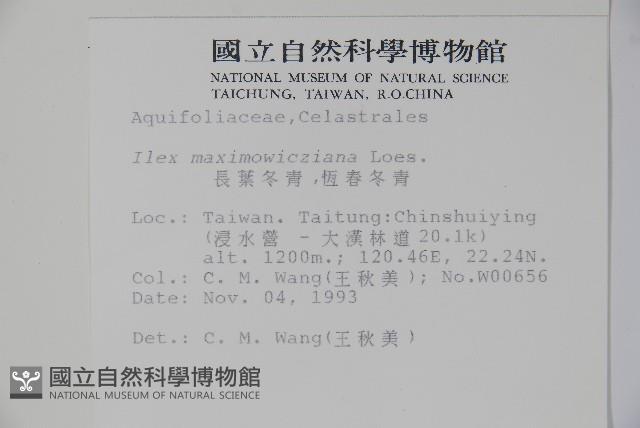 國立自然科學博物館
NATIONAL MUSEUM OF NATURAL SCIENCE
TAICHUNG, TAIWAN, R.O.CHINA
Aquifoliaceae,Celastrales
Ilex maximowicziana Loes.
長葉冬青,恆春冬青
Loc.: Taiwan. Taitung:Chinshuiying
(浸水營 - 大漢林道20.1k)
alt. 1200m.; 120.46E, 22.24N.
Col.: C. M. Wang(王秋美); No.W00656
Date: Nov. 04, 1993
Det.: C. M. Wang(王秋美)
國立自然科學博物館
NATIONAL MUSEUM OF NATURAL SCIENCE